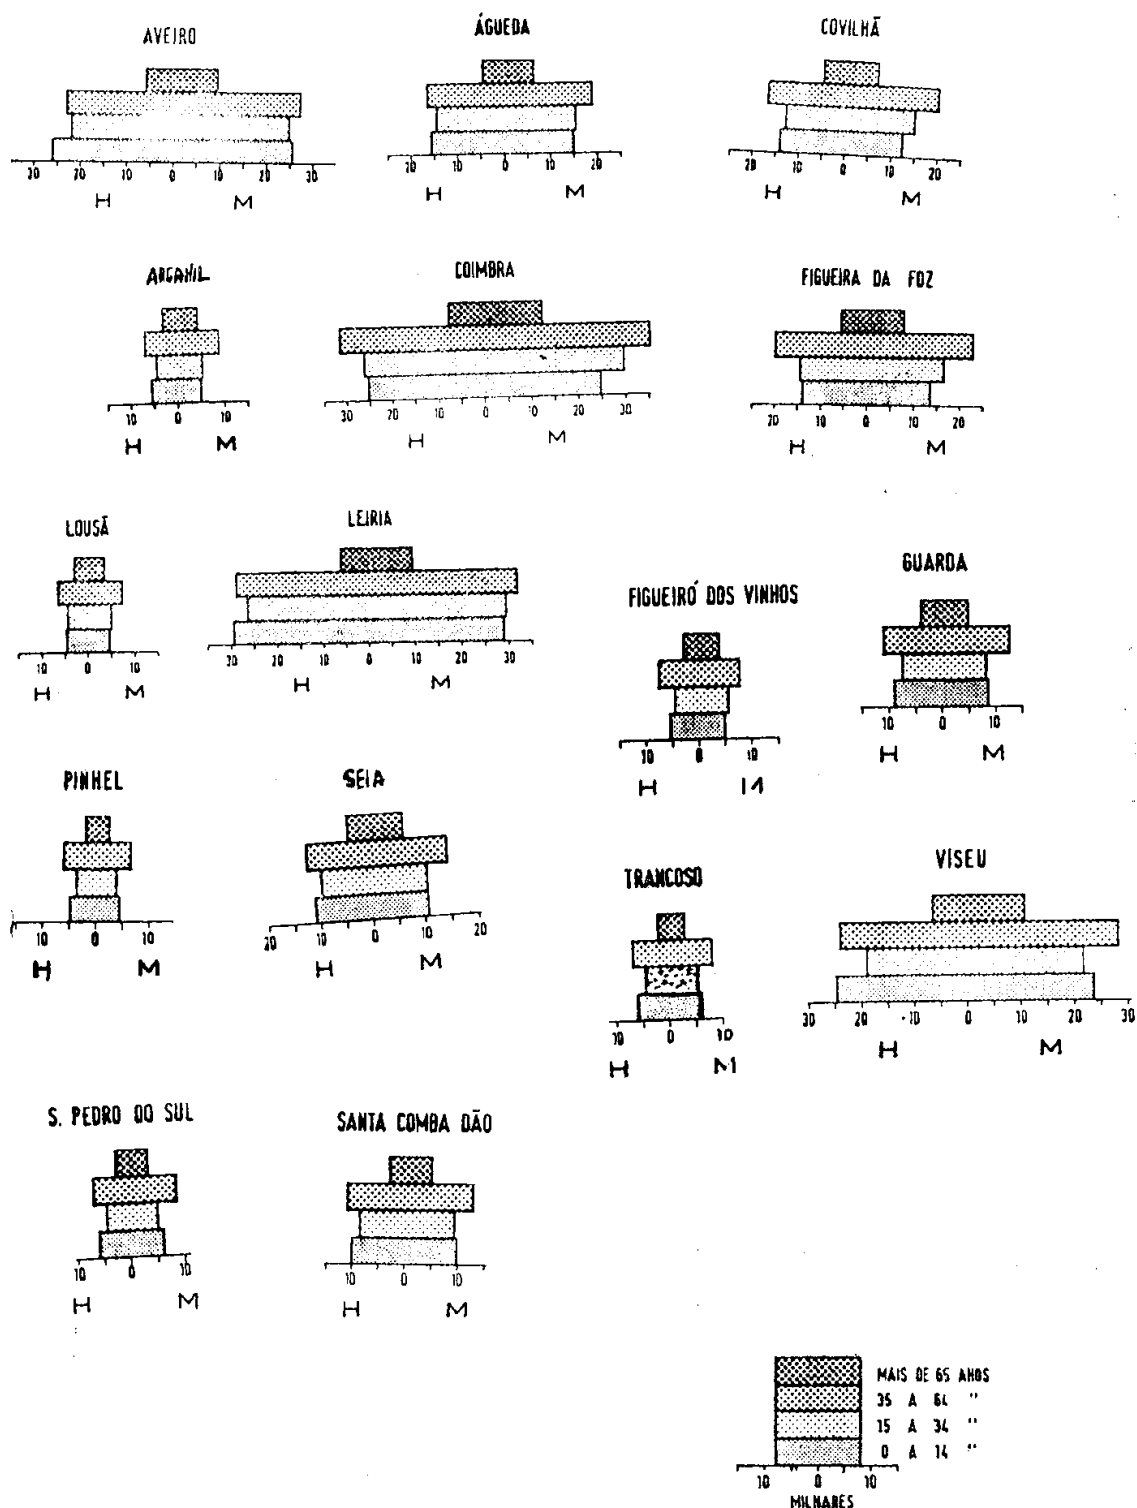 AVEIRO
30 20 10 0 10 20 30
H M
ÁGUEDA
20 10 0 10 20
H M
COVILHÃ
20 10 0 10 20
H M
ARGANIL
10 0 10
H M
COIMBRA
30 20 10 0 10 20 30
H M
FIGUEIRA DA FOZ
20 10 0 10 20
H M
LOUSÃ
10 0 10
H M
LEIRIA
30 20 10 0 10 20 30
H M
FIGUEIRÓ DOS VINHOS
10 0 10
H M
GUARDA
10 0 10
H M
PINHEL
10 0 10
H M
SEIA
20 10 0 10 20
H M
TRANCOSO
10 0 10
H M
VISEU
30 20 10 0 10 20 30
H M
S. PEDRO DO SUL
10 0 10
H M
SANTA COMBA DÃO
10 0 10
H M
MAIS DE 65 ANOS
35 A 64 "
15 A 34 "
0 A 14 "
10 0 10
MILHARES